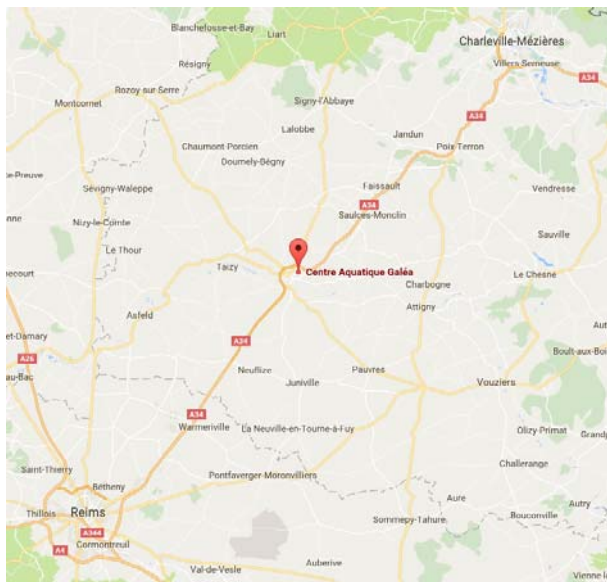 Blanchefosse-et-Bay
Liart
Charleville-Mézières
Résigny
Villers Semeuse
A34
Rozoy sur Serre
Montcornet
Signy-l'Abbaye
A34
Lalobbe
Jandun
Chaumont Porcien
Poix Terron
Doumely-Bégny
e-Preuve
Sévigny-Waleppe
Faissault
Vendresse
A34
Saulces-Monclin
Nizy-le-Comte
Sauville
Le Thour
Taizy
Centre Aquatique Galéa
Le Chesne
ecourt
Charbogne
Attigny
Asfeld
et-Damary
A34
Aut
A26
Boult-aux-Boi
au-Bac
Neuflize
Pauvres
Juniville
Vouziers
A34
Warmeriville
La Neuville-en-Tourne-à-Fuy
Olizy-Primat
Grandp
Saint-Thierry
Challerange
Bétheny
Pontfaverger-Moronvilliers
Aure
Autry
Thillois
Reims
Sommepy-Tahure
Bouconville
A344
A4
Cormontreuil
Val-de-Vesle
Auberive
Vienne-l